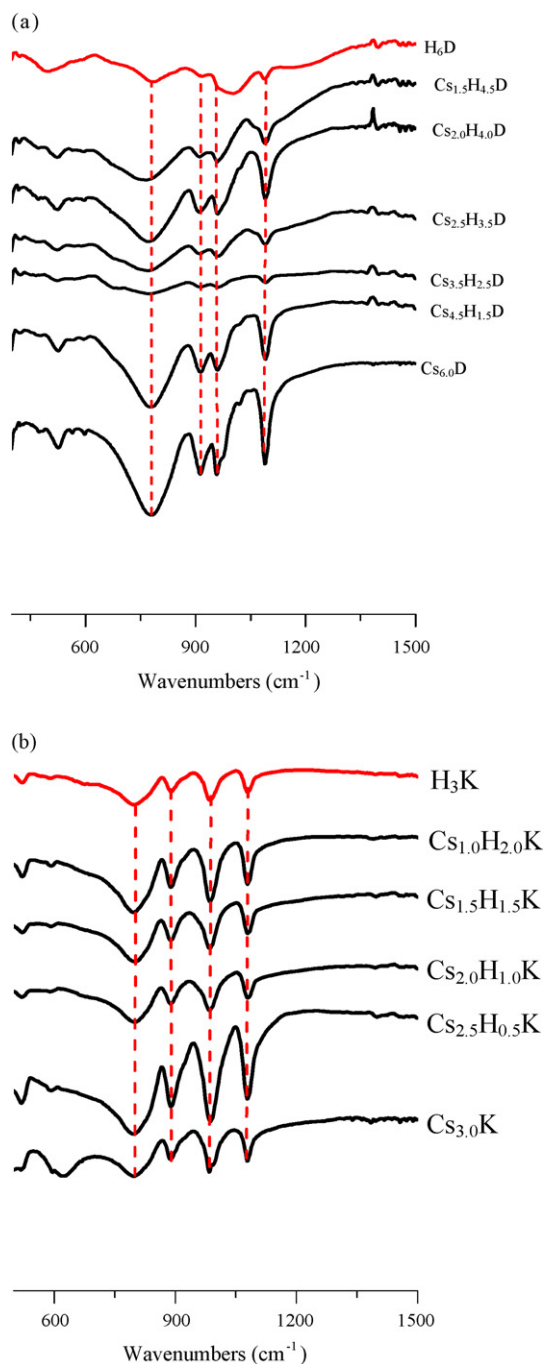 (a)
H₆D
Cs₁.₅H₄.₅D
Cs₂.₀H₄.₀D
Cs₂.₅H₃.₅D
Cs₃.₅H₂.₅D
Cs₄.₅H₁.₅D
Cs₆.₀D
600 900 1200 1500
Wavenumbers (cm⁻¹)
(b)
H₃K
Cs₁.₀H₂.₀K
Cs₁.₅H₁.₅K
Cs₂.₀H₁.₀K
Cs₂.₅H₀.₅K
Cs₃.₀K
600 900 1200 1500
Wavenumbers (cm⁻¹)